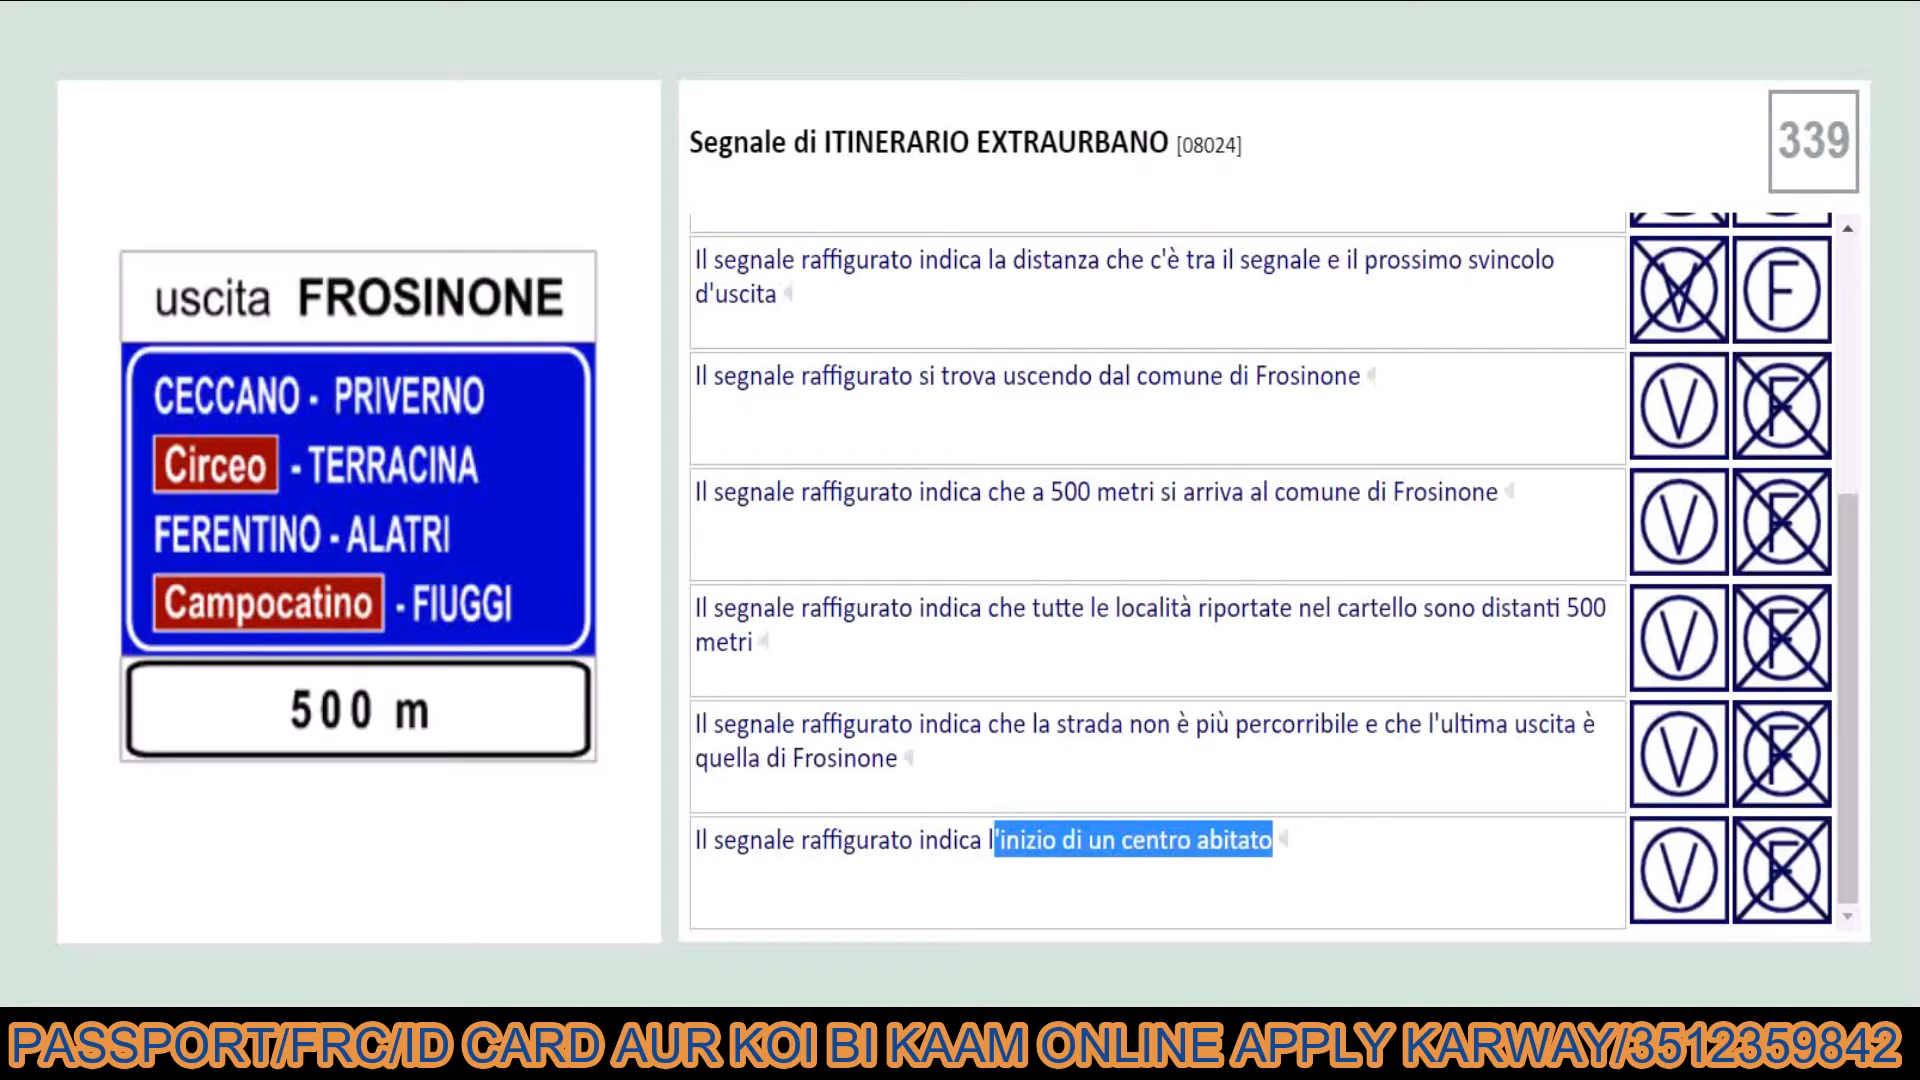 Segnale di ITINERARIO EXTRAURBANO [08024]
339
uscita FROSINONE
CECCANO - PRIVERNO
Circeo - TERRACINA
FERENTINO - ALATRI
Campocatino - FIUGGI
500 m
Il segnale raffigurato indica la distanza che c'è tra il segnale e il prossimo svincolo
d'uscita
V F
Il segnale raffigurato si trova uscendo dal comune di Frosinone
V F
Il segnale raffigurato indica che a 500 metri si arriva al comune di Frosinone
V F
Il segnale raffigurato indica che tutte le località riportate nel cartello sono distanti 500
metri
V F
Il segnale raffigurato indica che la strada non è più percorribile e che l'ultima uscita è
quella di Frosinone
V F
Il segnale raffigurato indica l'inizio di un centro abitato
V F
PASSPORT/FRC/ID CARD AUR KOI BI KAAM ONLINE APPLY KARWAY/3512359842